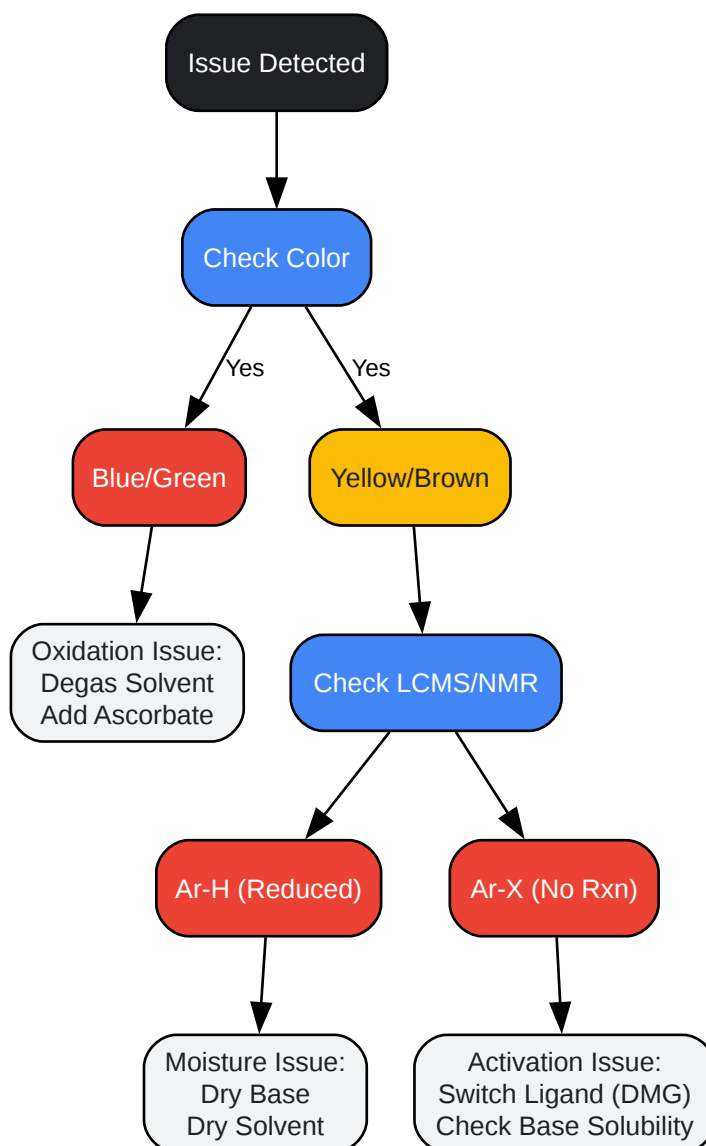 Issue Detected
Check Color
Yes
Yes
Blue/Green
Yellow/Brown
Oxidation Issue:
Degas Solvent
Add Ascorbate
Check LCMS/NMR
Ar-H (Reduced)
Ar-X (No Rxn)
Moisture Issue:
Dry Base
Dry Solvent
Activation Issue:
Switch Ligand (DMG)
Check Base Solubility